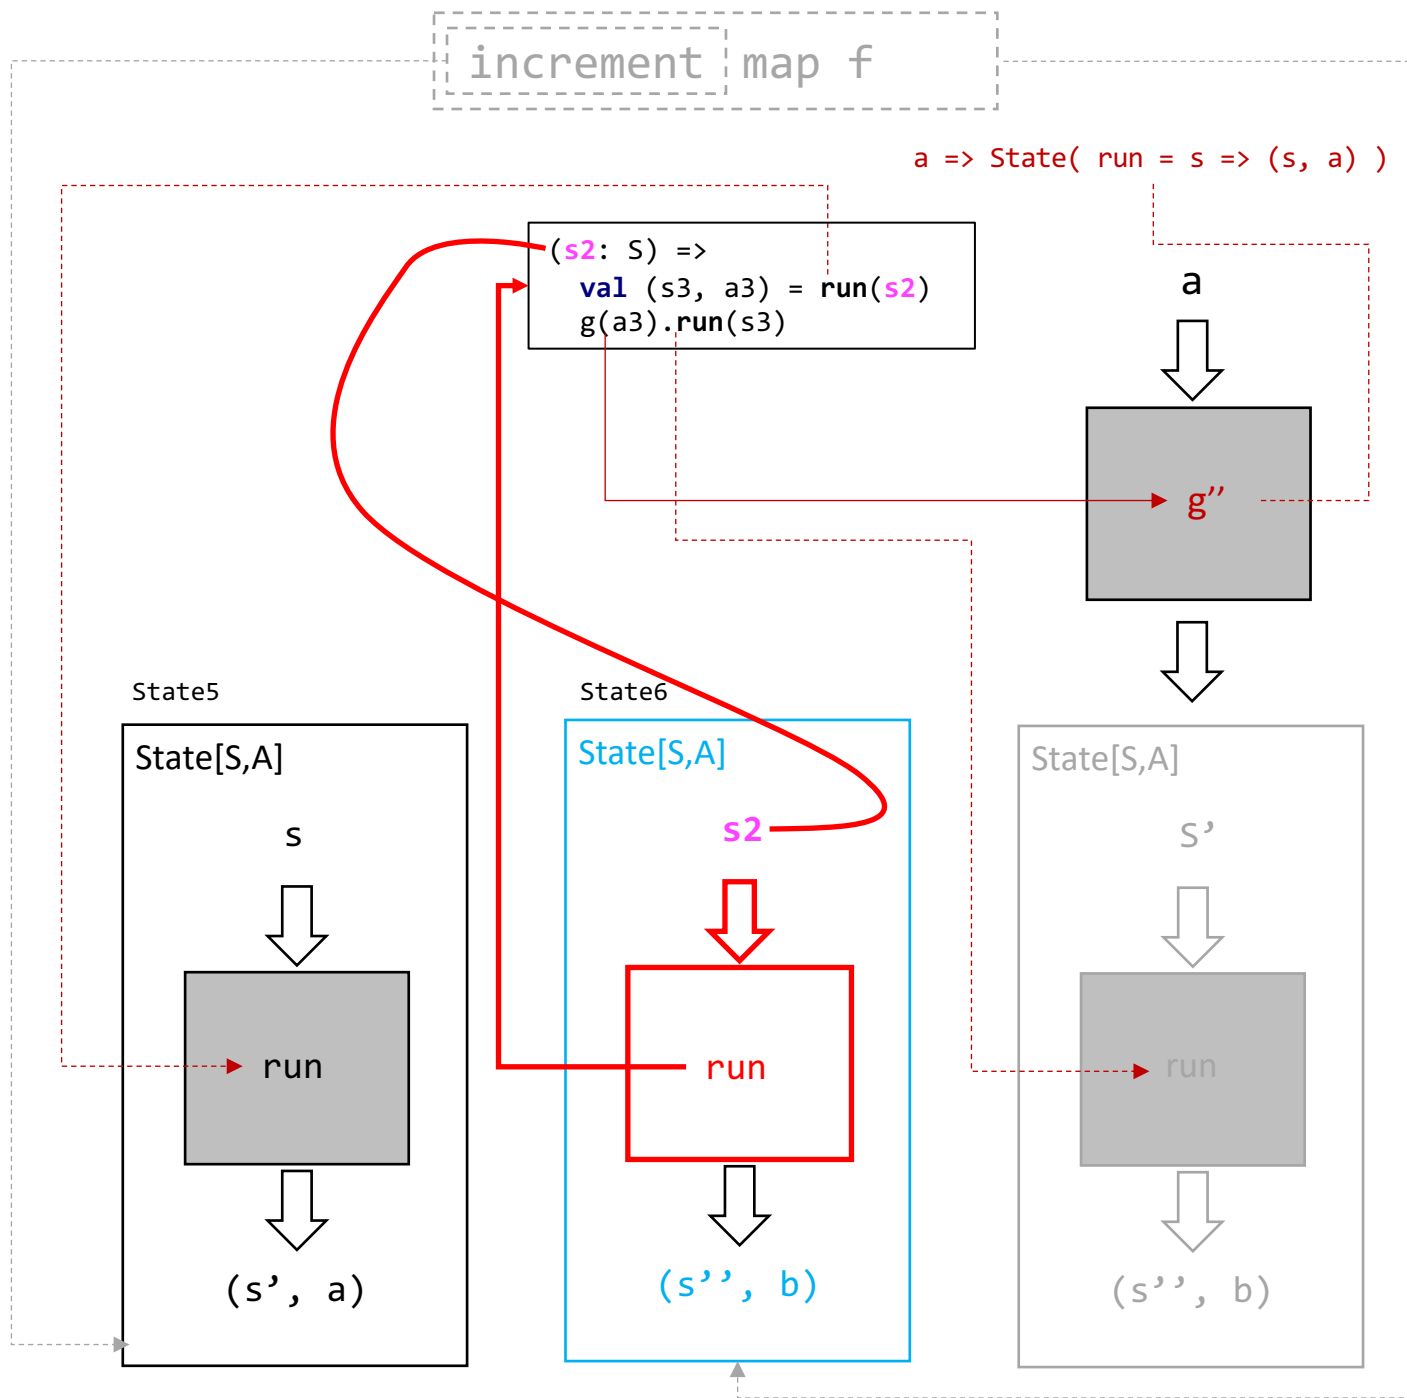 increment map f
a => State( run = s => (s, a) )
(s2: S) =>
val (s3, a3) = run(s2)
g(a3).run(s3)
a
g’’
State5
State6
State[S,A]
State[S,A]
State[S,A]
s
s2
S’
run
run
run
(s’, a)
(s’’, b)
(s’’, b)